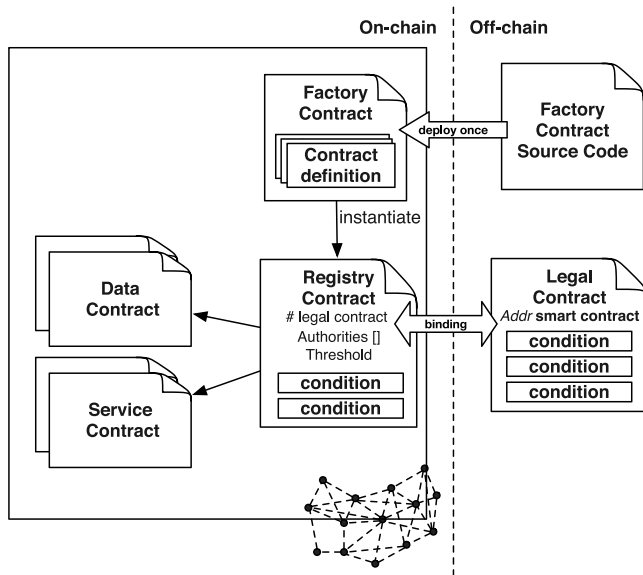 On-chain
Off-chain
Factory
Contract
Contract
definition
deploy once
Factory
Contract
Source Code
instantiate
Registry
Contract
# legal contract
Authorities []
Threshold
condition
condition
binding
Legal
Contract
Addr smart contract
condition
condition
condition
Data
Contract
Service
Contract